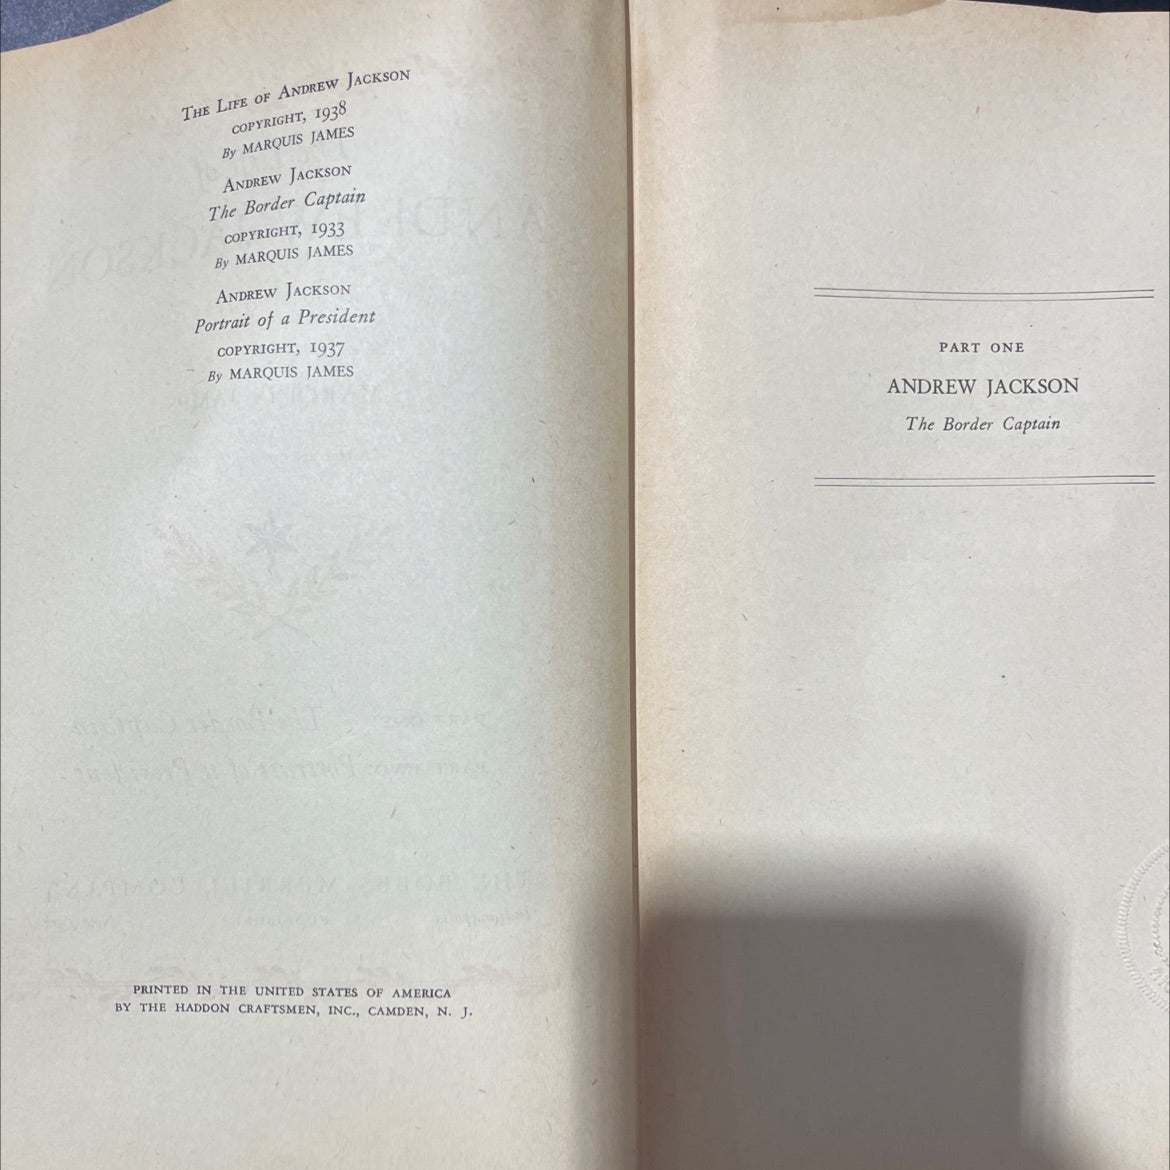 The Life of Andrew Jackson
COPYRIGHT, 1938
By MARQUIS JAMES
Andrew Jackson
The Border Captain
COPYRIGHT, 1933
By MARQUIS JAMES
Andrew Jackson
Portrait of a President
COPYRIGHT, 1937
By MARQUIS JAMES
PRINTED IN THE UNITED STATES OF AMERICA
BY THE HADDON CRAFTSMEN, INC., CAMDEN, N. J.
PART ONE
ANDREW JACKSON
The Border Captain